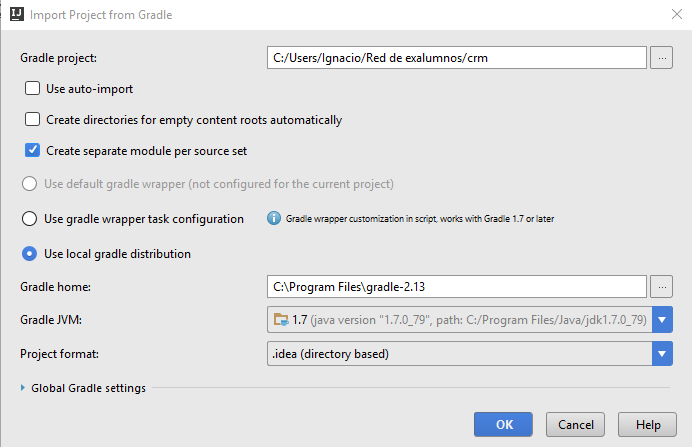 IJ Import Project from Gradle
Gradle project: C:/Users/Ignacio/Red de exalumnos/crm ...
Use auto-import
Create directories for empty content roots automatically
Create separate module per source set
Use default gradle wrapper (not configured for the current project)
Use gradle wrapper task configuration i Gradle wrapper customization in script, works with Gradle 1.7 or later
Use local gradle distribution
Gradle home: C:\Program Files\gradle-2.13 ...
Gradle JVM: 1.7 (java version "1.7.0_79", path: C:/Program Files/Java/jdk1.7.0_79)
Project format: .idea (directory based)
Global Gradle settings
OK Cancel Help